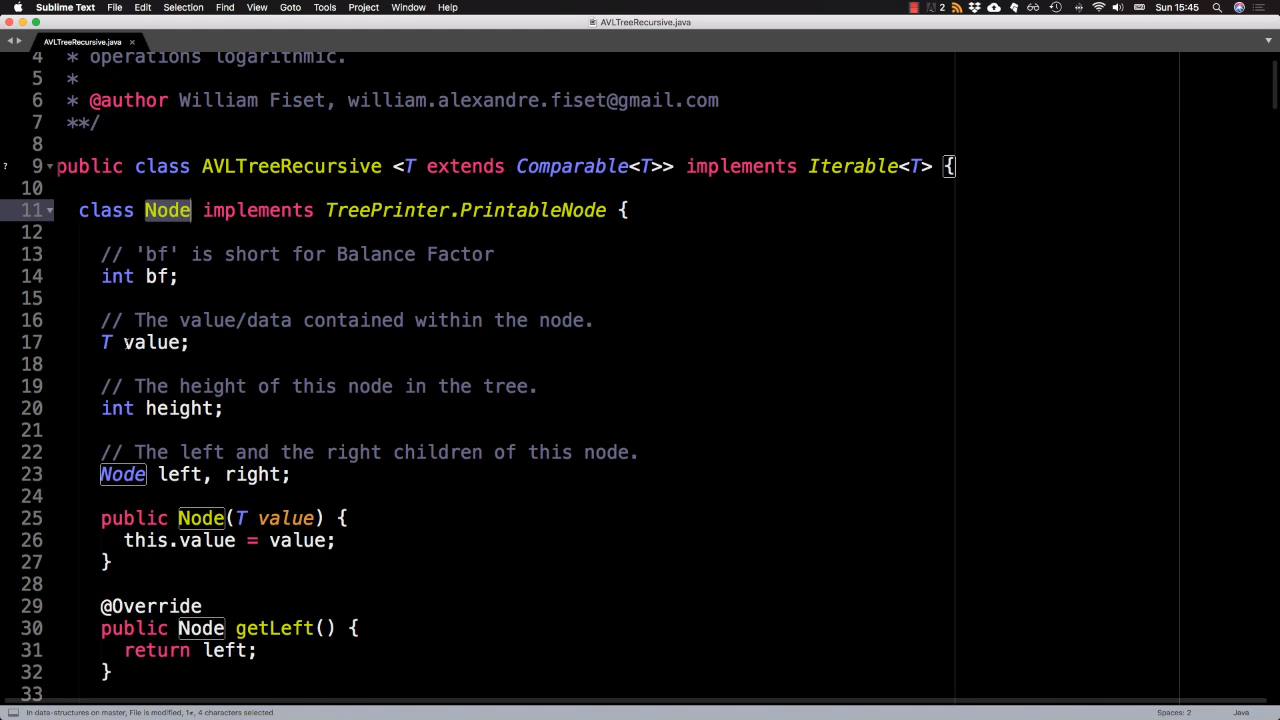 Sublime Text File Edit Selection Find View Goto Tools Project Window Help 2 Sun 15:45
AVLTreeRecursive.java
AVLTreeRecursive.java ×
4 * operations logarithmic.
5 *
6 * @author William Fiset, william.alexandre.fiset@gmail.com
7 **/
8
? 9 public class AVLTreeRecursive <T extends Comparable<T>> implements Iterable<T> {
10
11 class Node implements TreePrinter.PrintableNode {
12
13 // 'bf' is short for Balance Factor
14 int bf;
15
16 // The value/data contained within the node.
17 T value;
18
19 // The height of this node in the tree.
20 int height;
21
22 // The left and the right children of this node.
23 Node left, right;
24
25 public Node(T value) {
26 this.value = value;
27 }
28
29 @Override
30 public Node getLeft() {
31 return left;
32 }
33
In data-structures on master, File is modified, 1≠, 4 characters selected Spaces: 2 Java